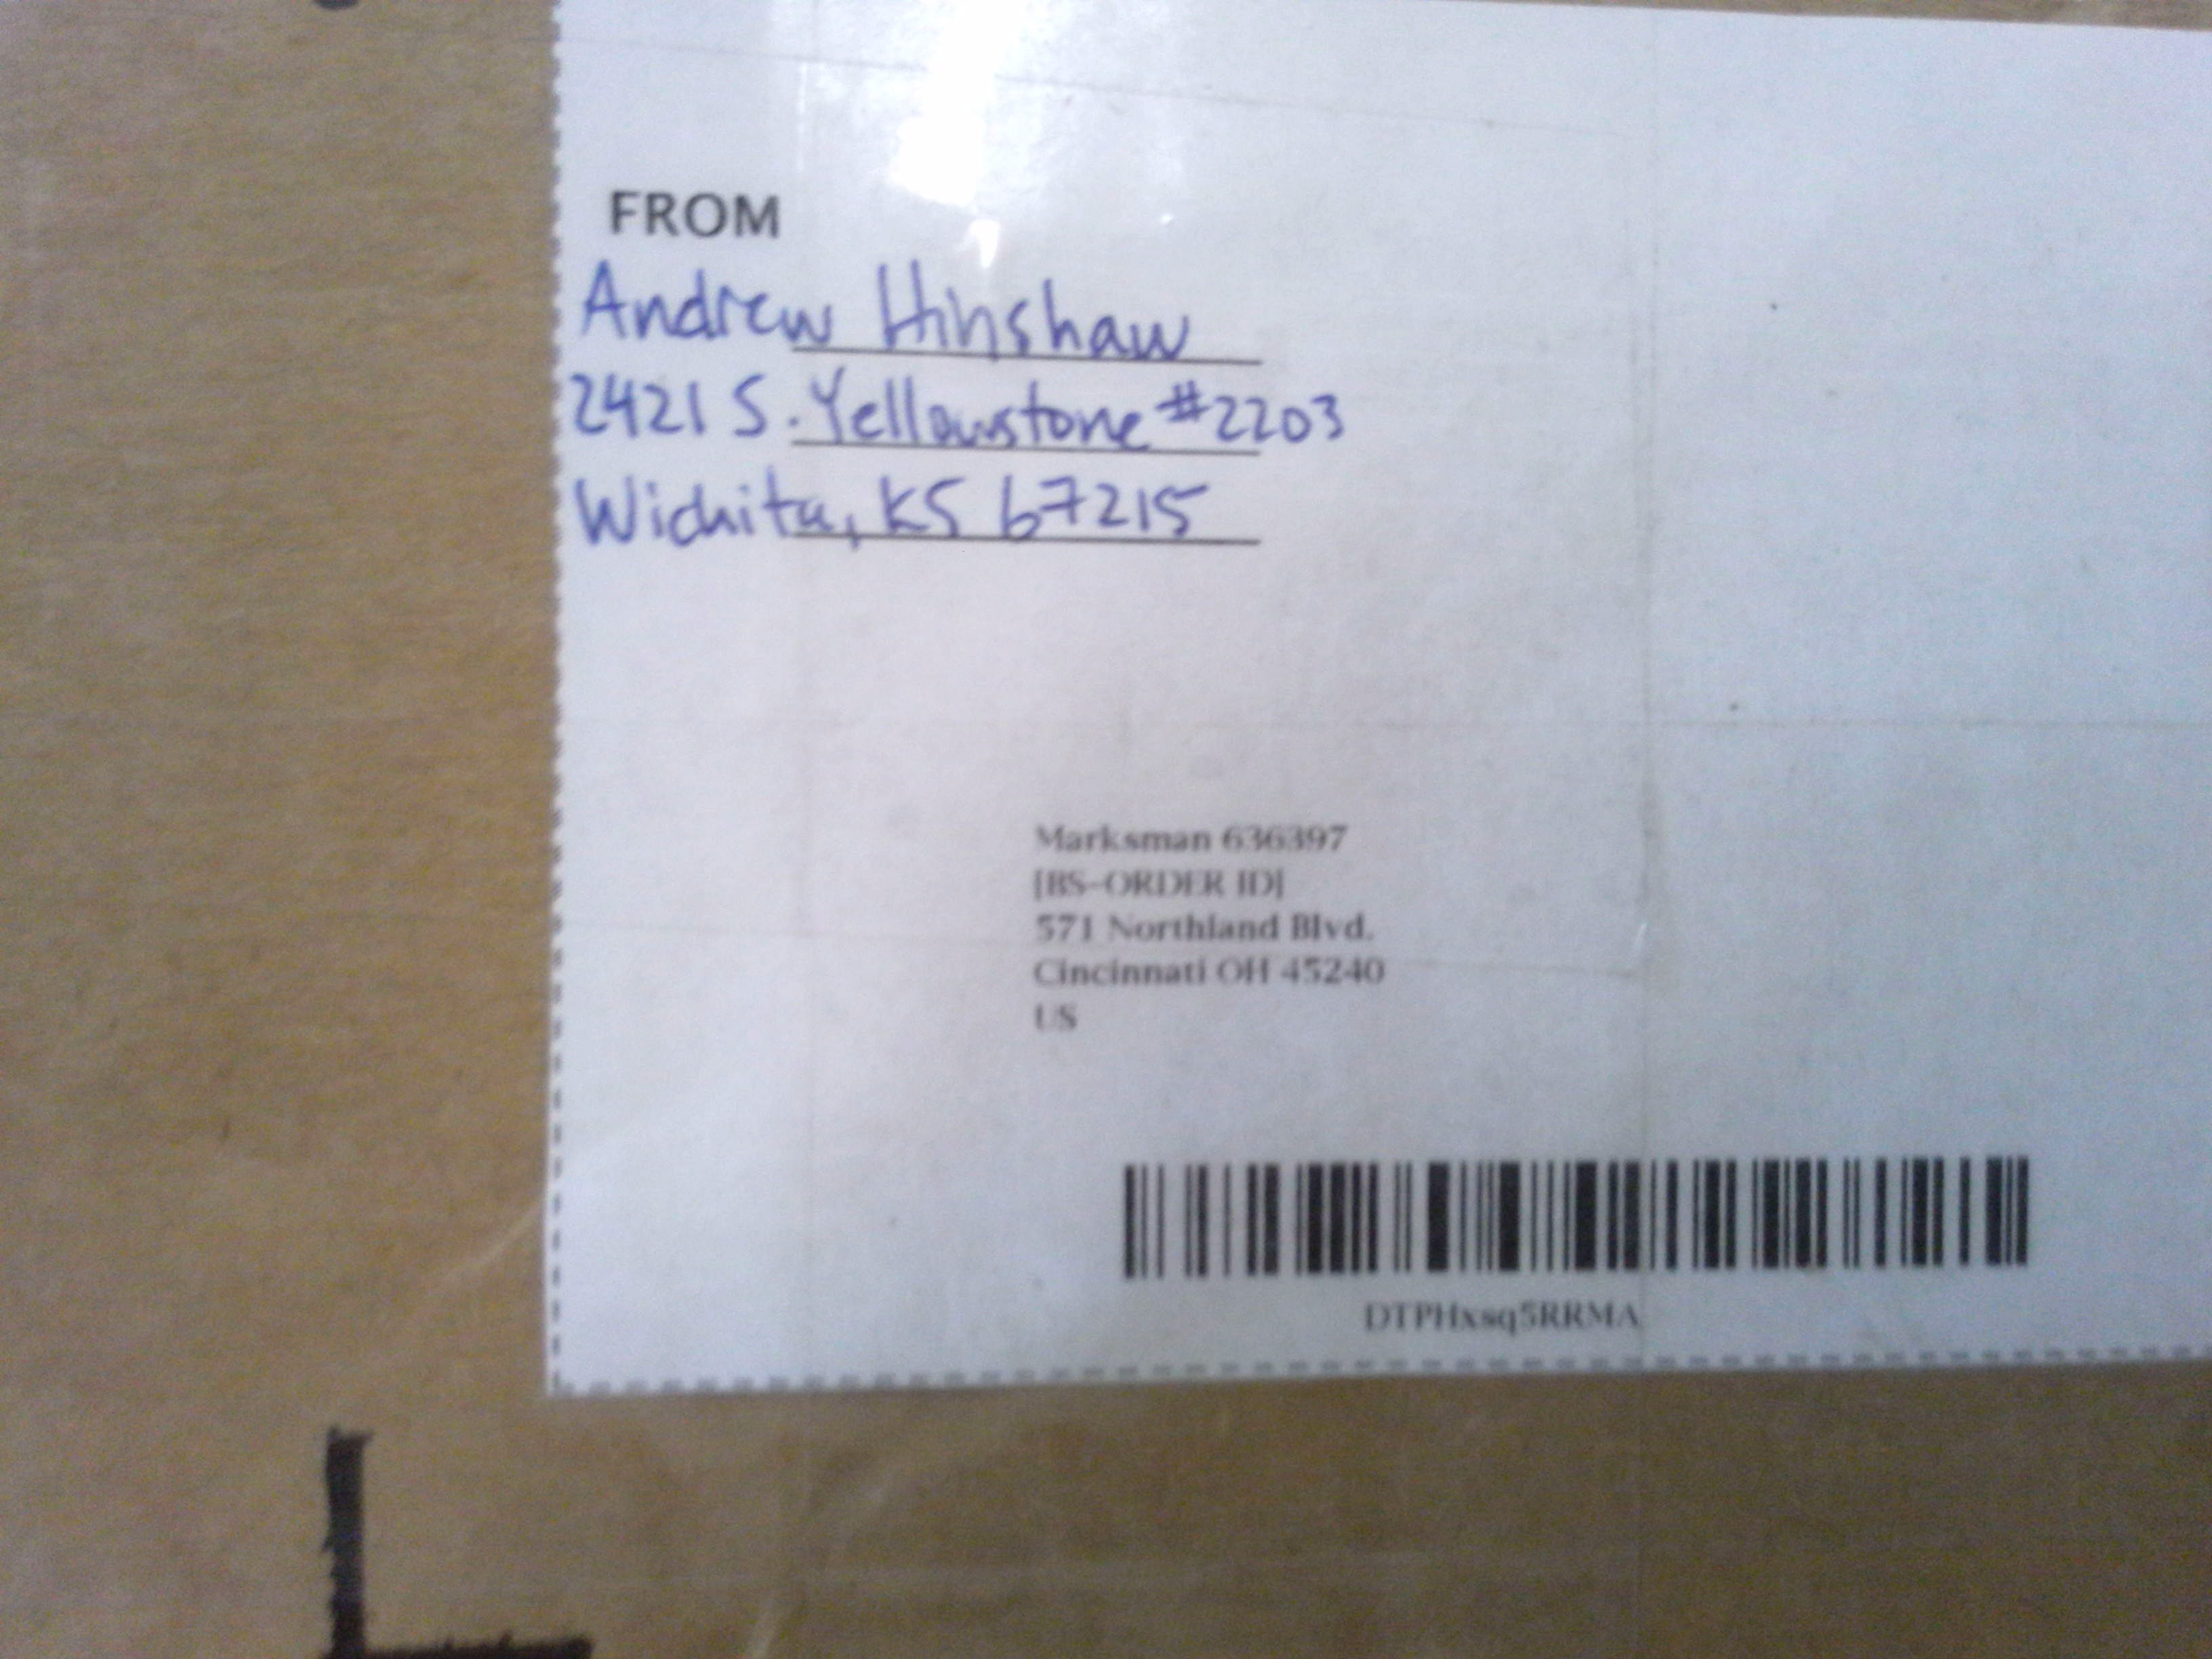 FROM
Andrew Hinshaw
2421 S. Yellowstone #2203
Wichita, KS 67215
Marksman 636397
[BS-ORDER ID]
571 Northland Blvd.
Cincinnati OH 45240
US
DTPHxsq5RRMA